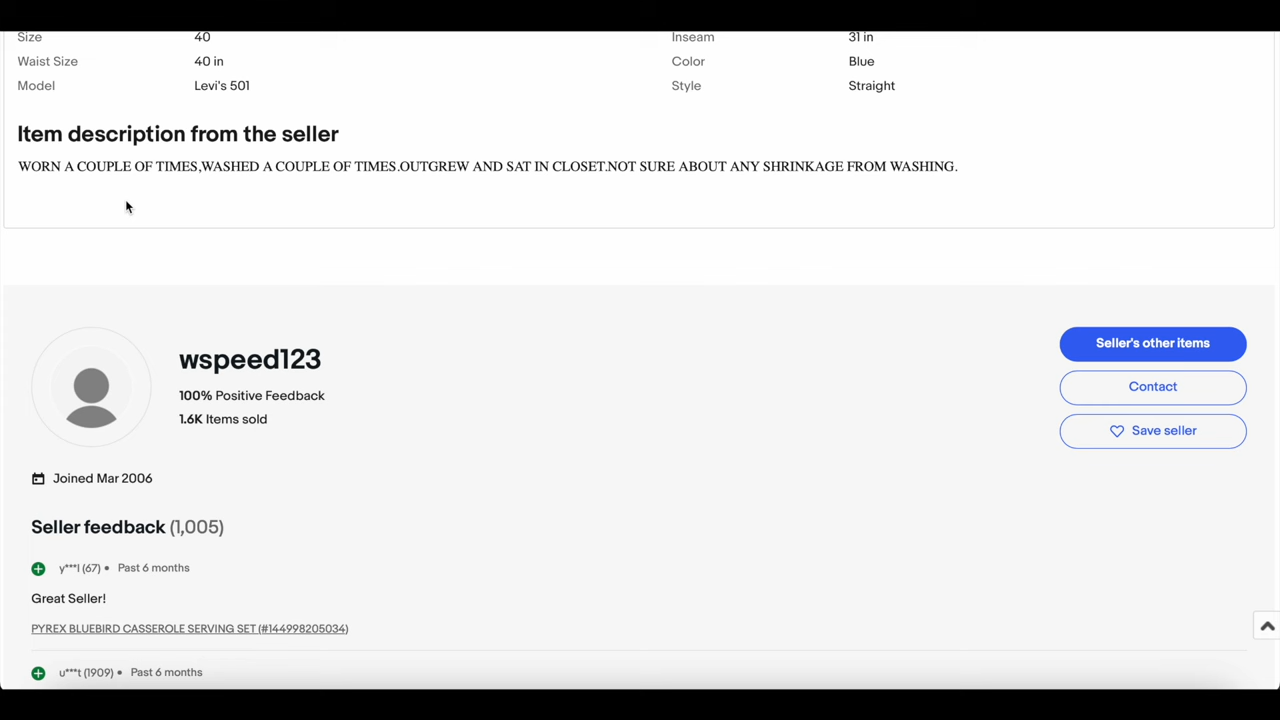 Size 40 Inseam 31 in
Waist Size 40 in Color Blue
Model Levi's 501 Style Straight
Item description from the seller
WORN A COUPLE OF TIMES,WASHED A COUPLE OF TIMES.OUTGREW AND SAT IN CLOSET.NOT SURE ABOUT ANY SHRINKAGE FROM WASHING.
wspeed123
100% Positive Feedback
1.6K Items sold
Seller's other items
Contact
Save seller
Joined Mar 2006
Seller feedback (1,005)
y***l (67) • Past 6 months
Great Seller!
PYREX BLUEBIRD CASSEROLE SERVING SET (#144998205034)
u***t (1909) • Past 6 months